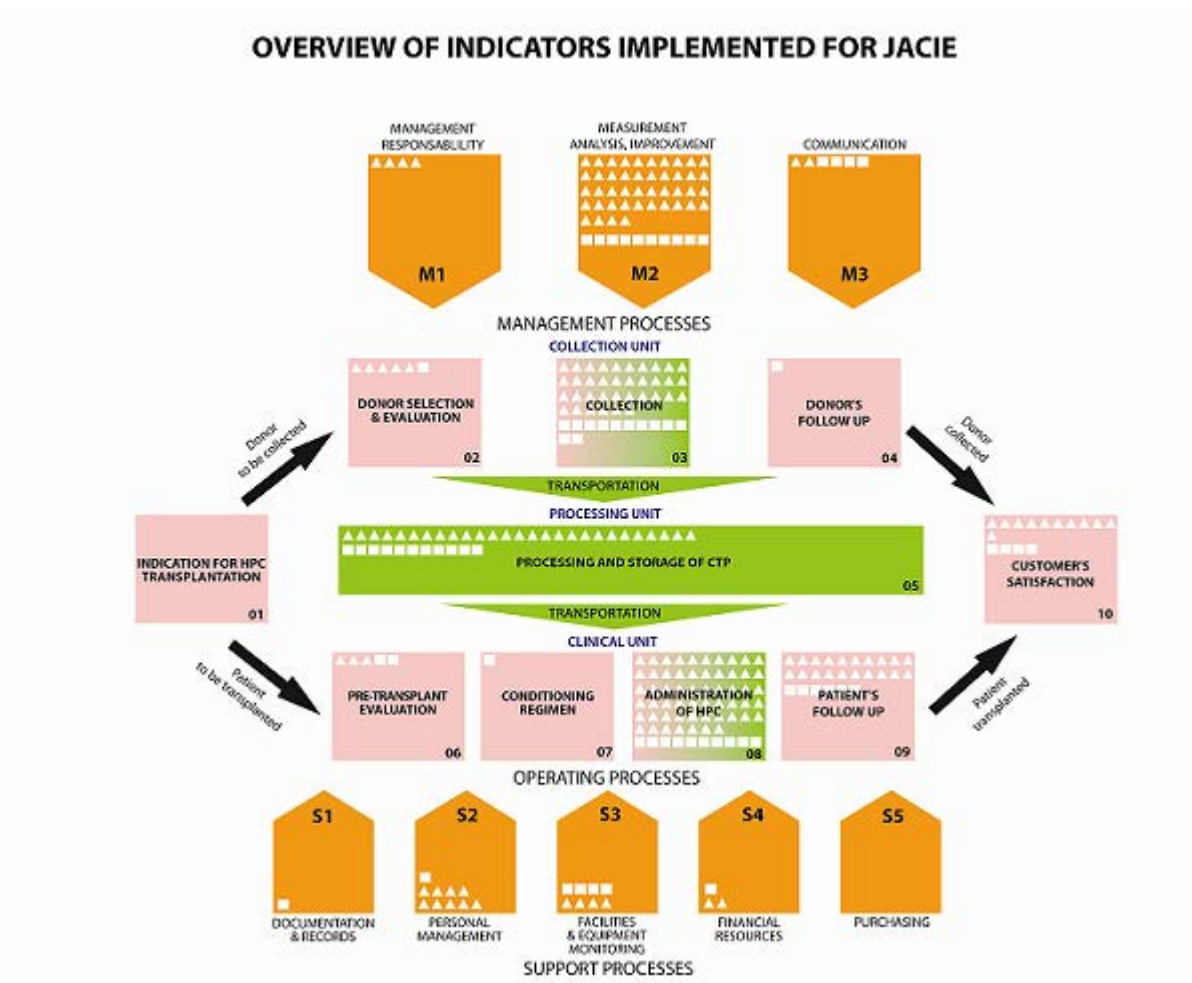 OVERVIEW OF INDICATORS IMPLEMENTED FOR JACIE
MANAGEMENT
RESPONSABLILITY
MEASUREMENT
ANALYSIS, IMPROVEMENT
COMMUNICATION
M1
M2
M3
MANAGEMENT PROCESSES
COLLECTION UNIT
DONOR SELECTION
& EVALUATION
02
COLLECTION
03
DONOR'S
FOLLOW UP
04
Donor
to be collected
Donor
collected
TRANSPORTATION
PROCESSING UNIT
INDICATION FOR HPC
TRANSPLANTATION
01
PROCESSING AND STORAGE OF CTP
05
CUSTOMER'S
SATISFACTION
10
TRANSPORTATION
CLINICAL UNIT
Patient
to be transplanted
PRE-TRANSPLANT
EVALUATION
06
CONDITIONING
REGIMEN
07
ADMINISTRATION
OF HPC
08
PATIENT'S
FOLLOW UP
09
Patient
transplanted
OPERATING PROCESSES
S1
S2
S3
S4
S5
DOCUMENTATION
& RECORDS
PERSONAL
MANAGEMENT
FACILITIES
& EQUIPMENT
MONITORING
FINANCIAL
RESOURCES
PURCHASING
SUPPORT PROCESSES